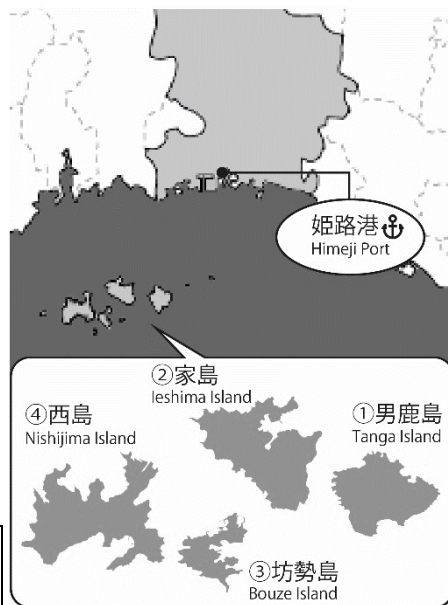 姫路港
Himeji Port
②家島
Ieshima Island
④西島
Nishijima Island
①男鹿島
Tanga Island
③坊勢島
Bouze Island